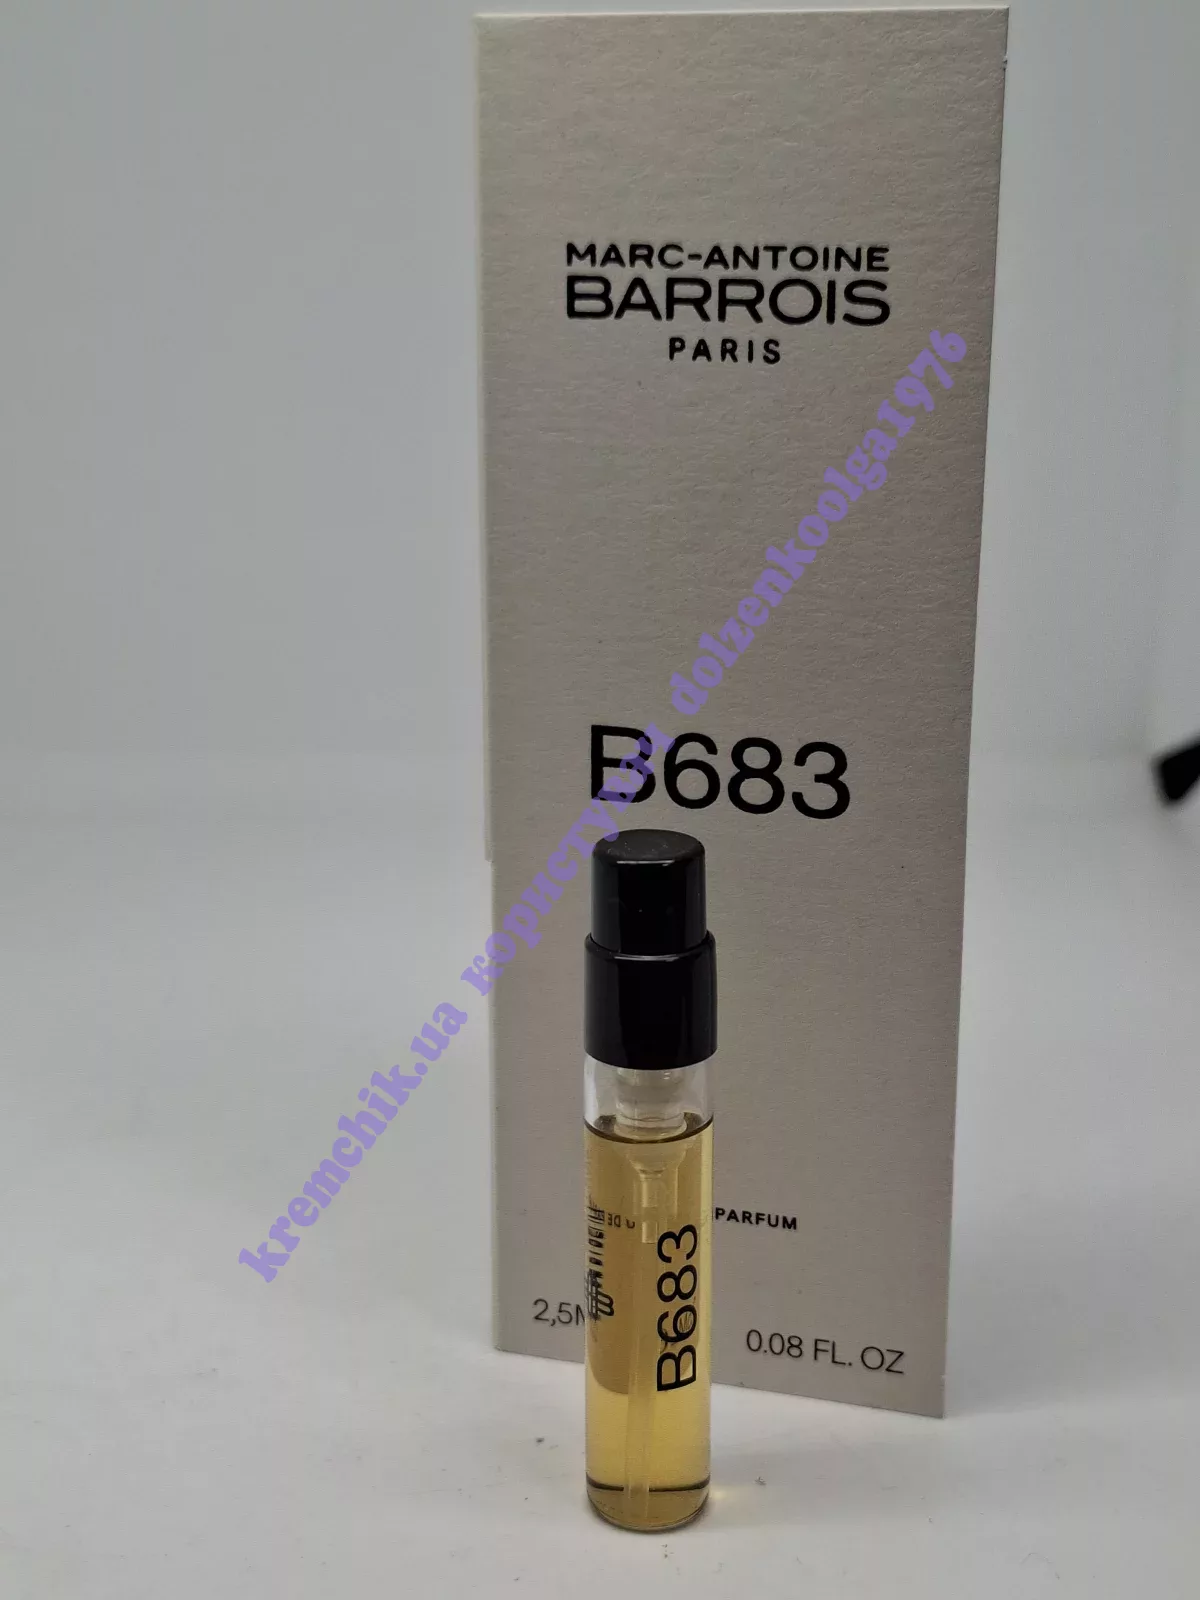 MARC-ANTOINE
BARROIS
PARIS
B683
PARFUM
0.08 FL. OZ
B683
kremchik.ua користувач dolzenkoolga1976